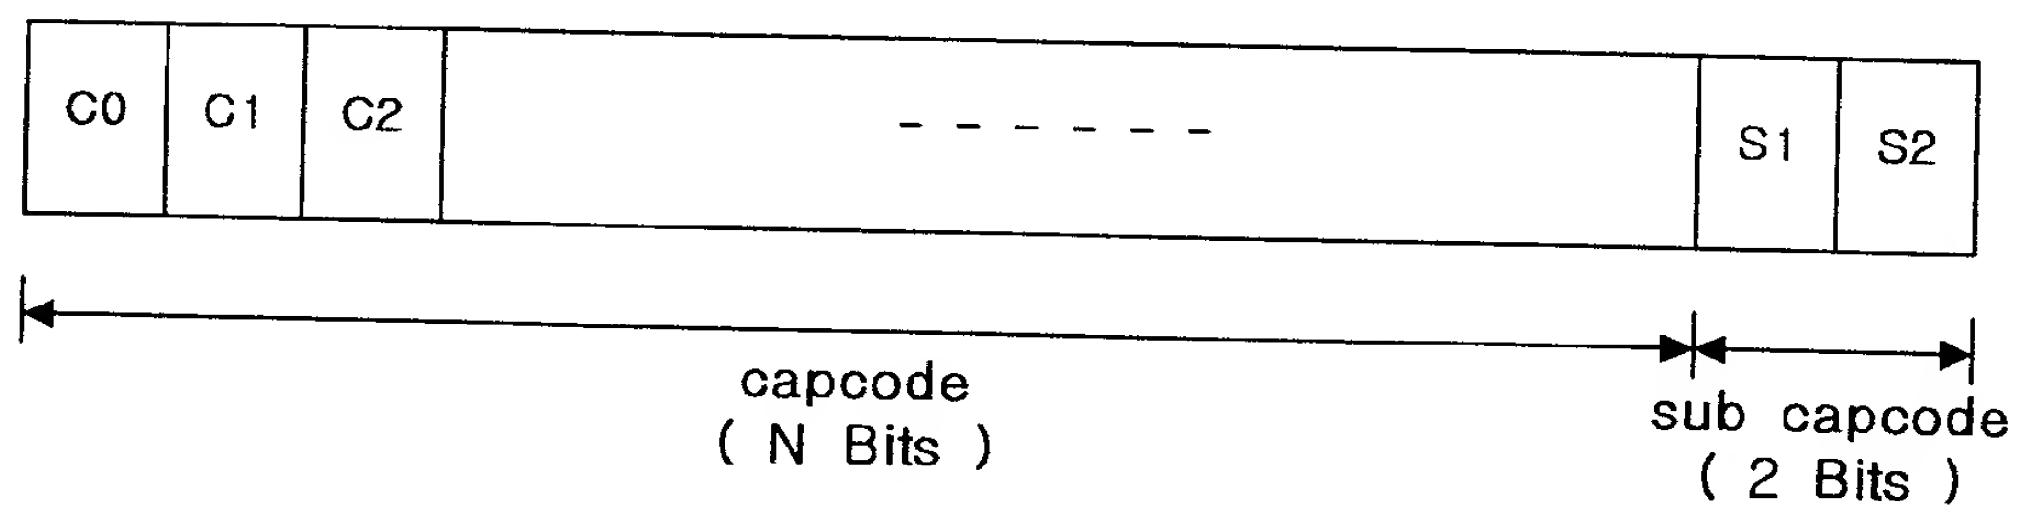 C0 C1 C2 ------ S1 S2
capcode
( N Bits )
sub capcode
( 2 Bits )